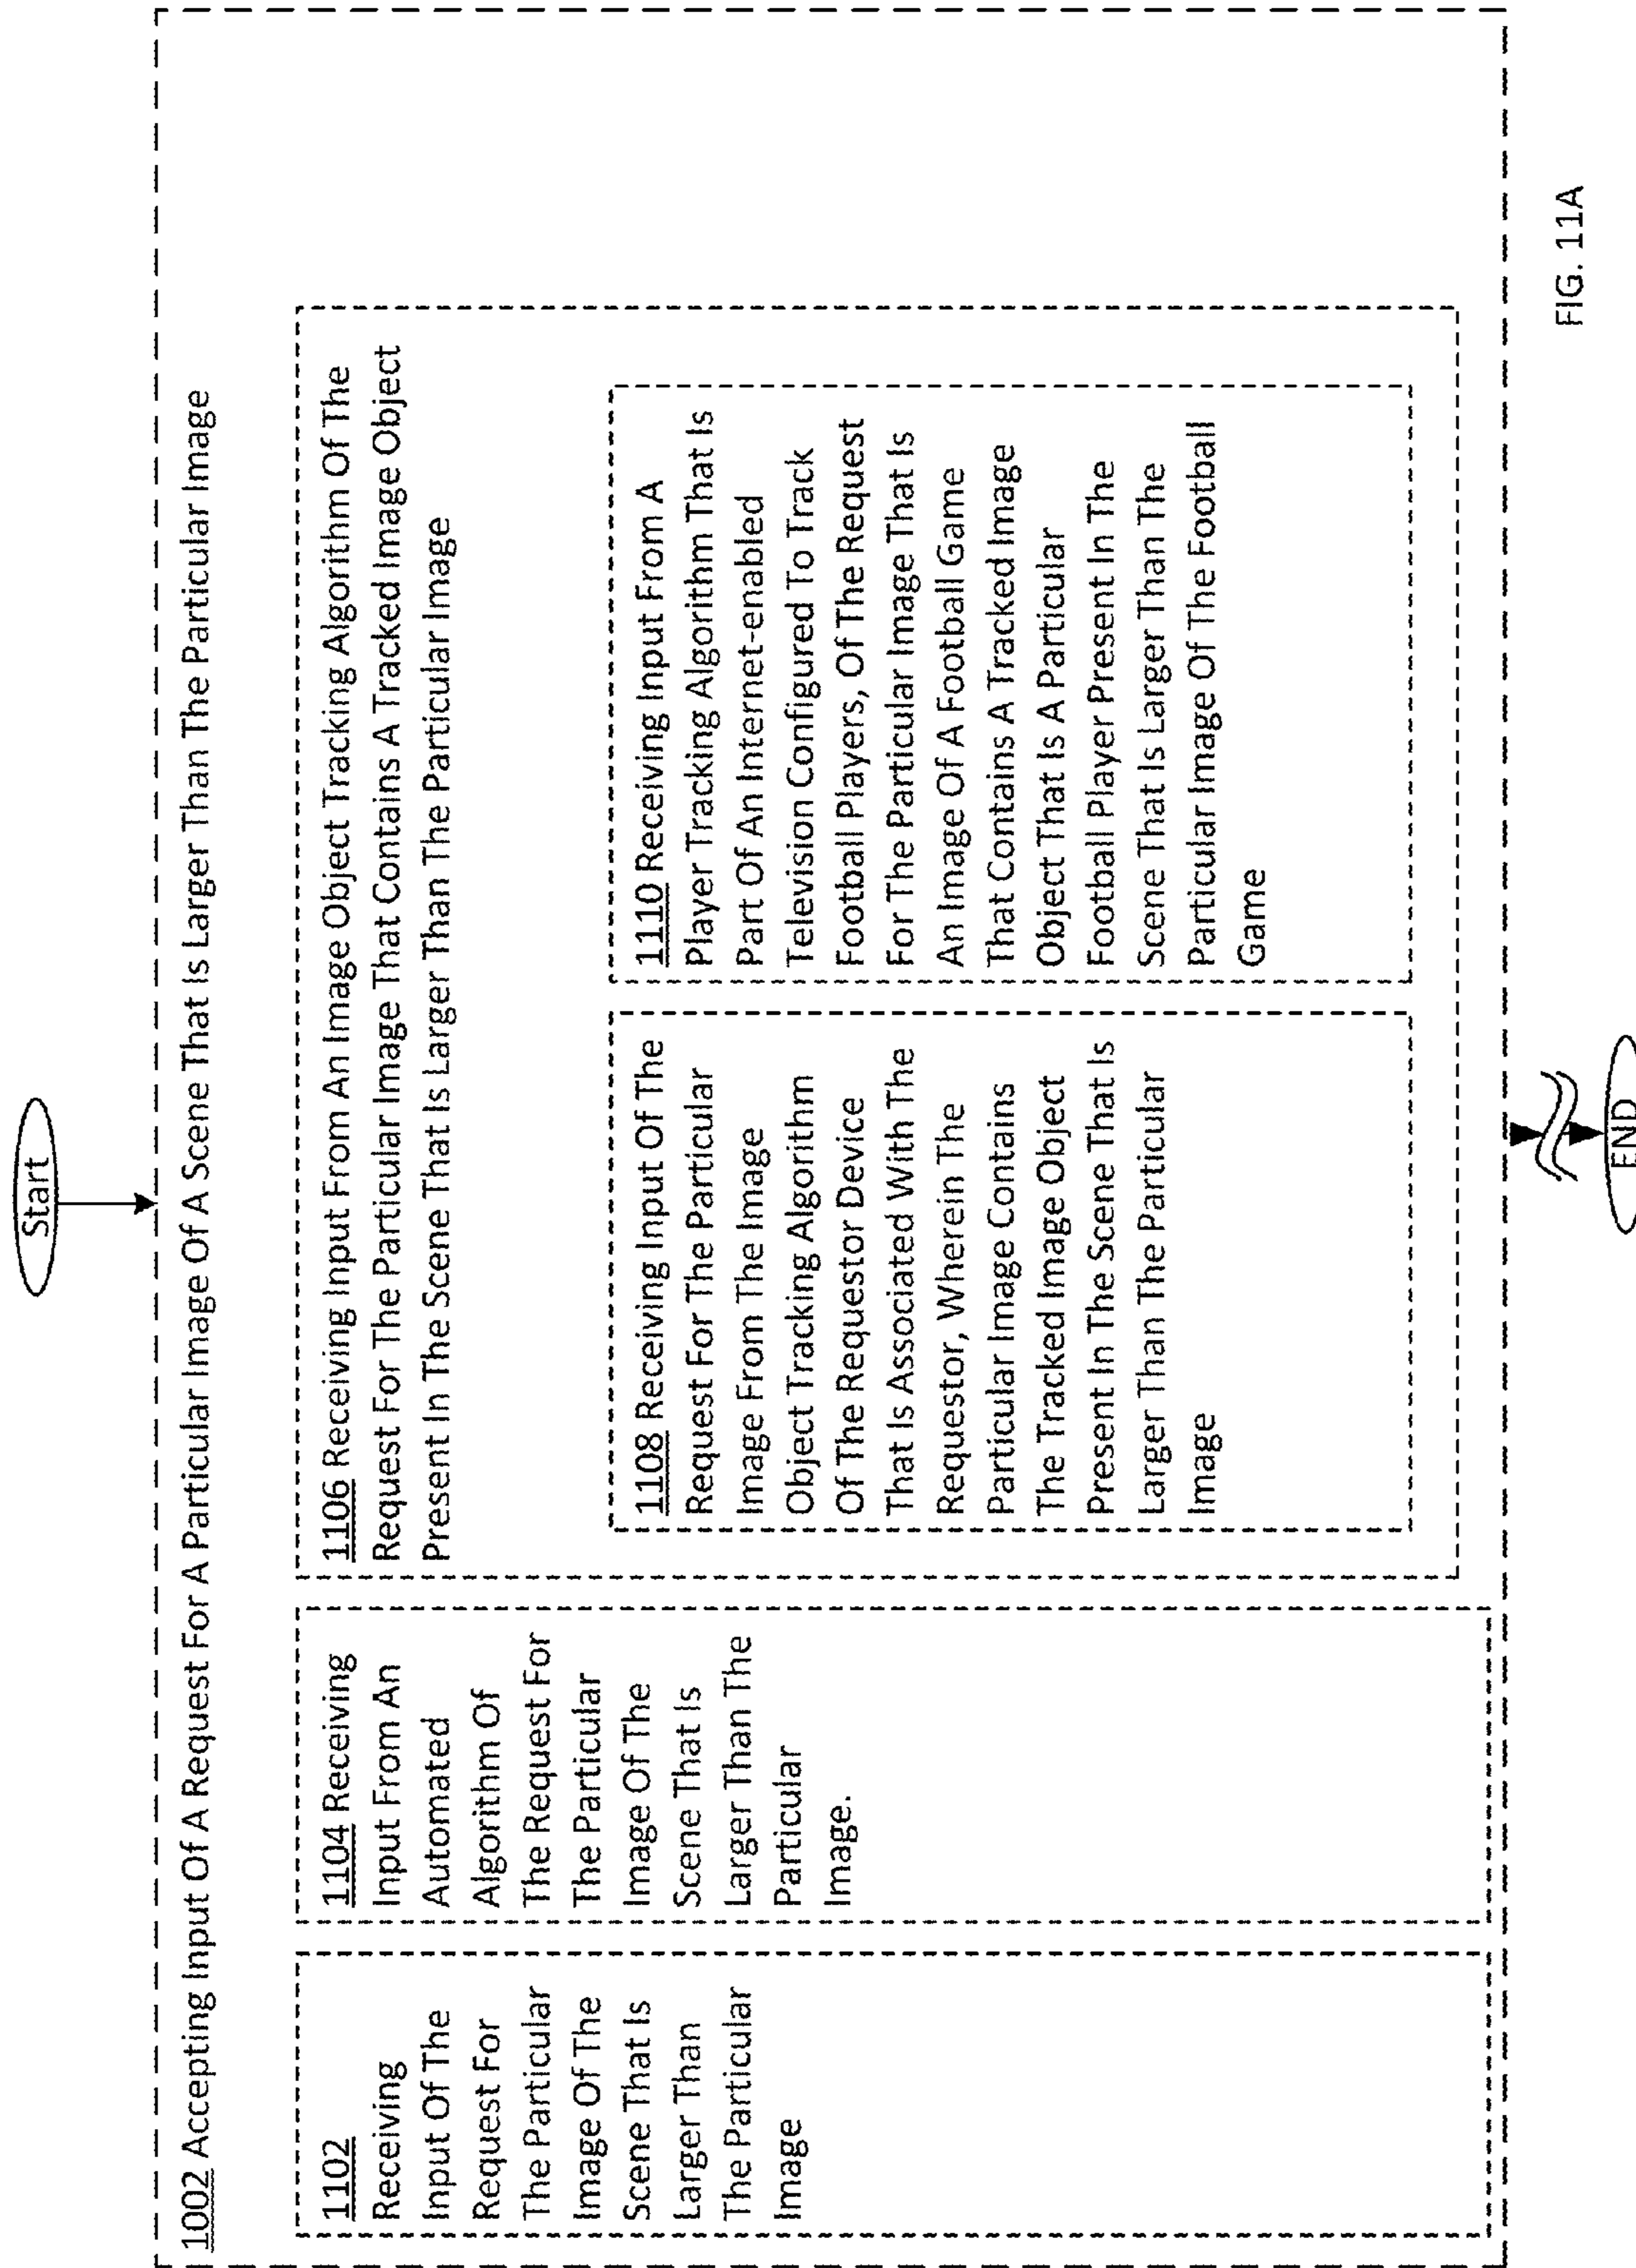 Start
1002 Accepting Input Of A Request For A Particular Image Of A Scene That Is Larger Than The Particular Image
1102
Receiving
Input Of The
Request For
The Particular
Image Of The
Scene That Is
Larger Than
The Particular
Image
1104 Receiving
Input From An
Automated
Algorithm Of
The Request For
The Particular
Image Of The
Scene That Is
Larger Than The
Particular
Image.
1106 Receiving Input From An Image Object Tracking Algorithm Of The
Request For The Particular Image That Contains A Tracked Image Object
Present In The Scene That Is Larger Than The Particular Image
1108 Receiving Input Of The
Request For The Particular
Image From The Image
Object Tracking Algorithm
Of The Requestor Device
That Is Associated With The
Requestor, Wherein The
Particular Image Contains
The Tracked Image Object
Present In The Scene That Is
Larger Than The Particular
Image
1110 Receiving Input From A
Player Tracking Algorithm That Is
Part Of An Internet-enabled
Television Configured To Track
Football Players, Of The Request
For The Particular Image That Is
An Image Of A Football Game
That Contains A Tracked Image
Object That Is A Particular
Football Player Present In The
Scene That Is Larger Than The
Particular Image Of The Football
Game
END
FIG. 11A